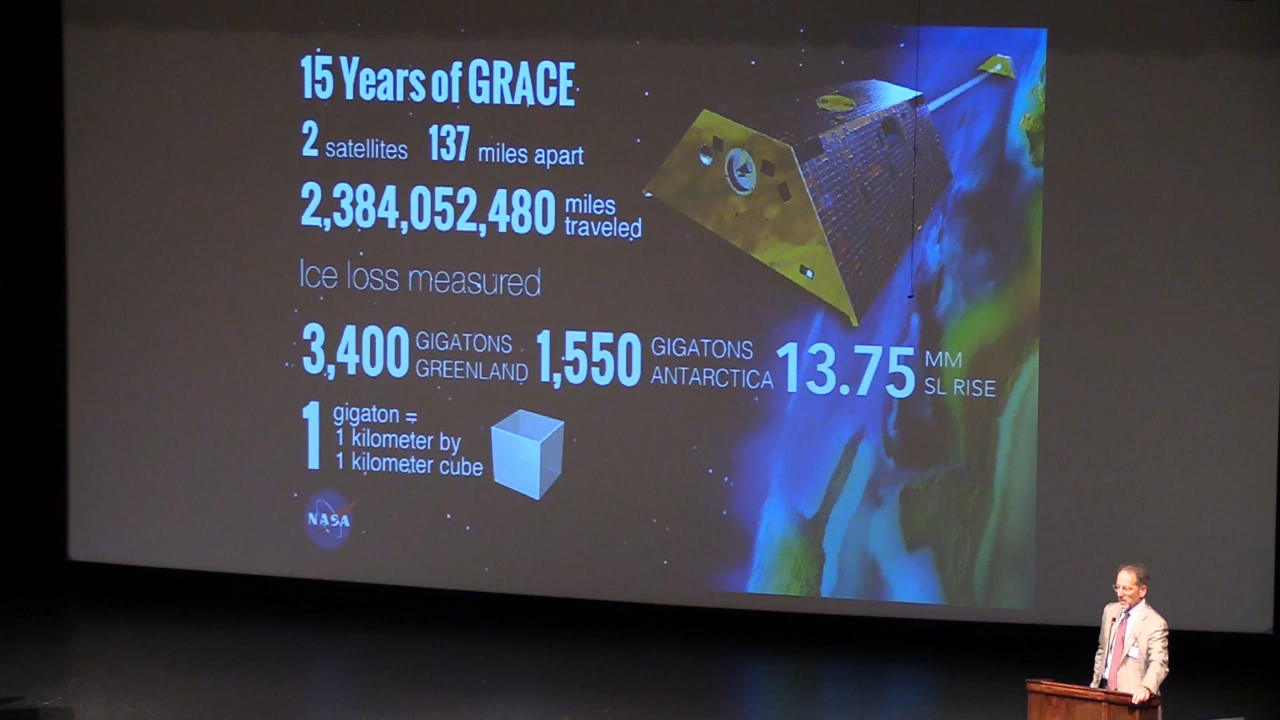 15 Years of GRACE
2 satellites 137 miles apart
2,384,052,480 miles traveled
Ice loss measured
3,400 GIGATONS GREENLAND 1,550 GIGATONS ANTARCTICA 13.75 MM SL RISE
1 gigaton =
1 kilometer by
1 kilometer cube
NASA